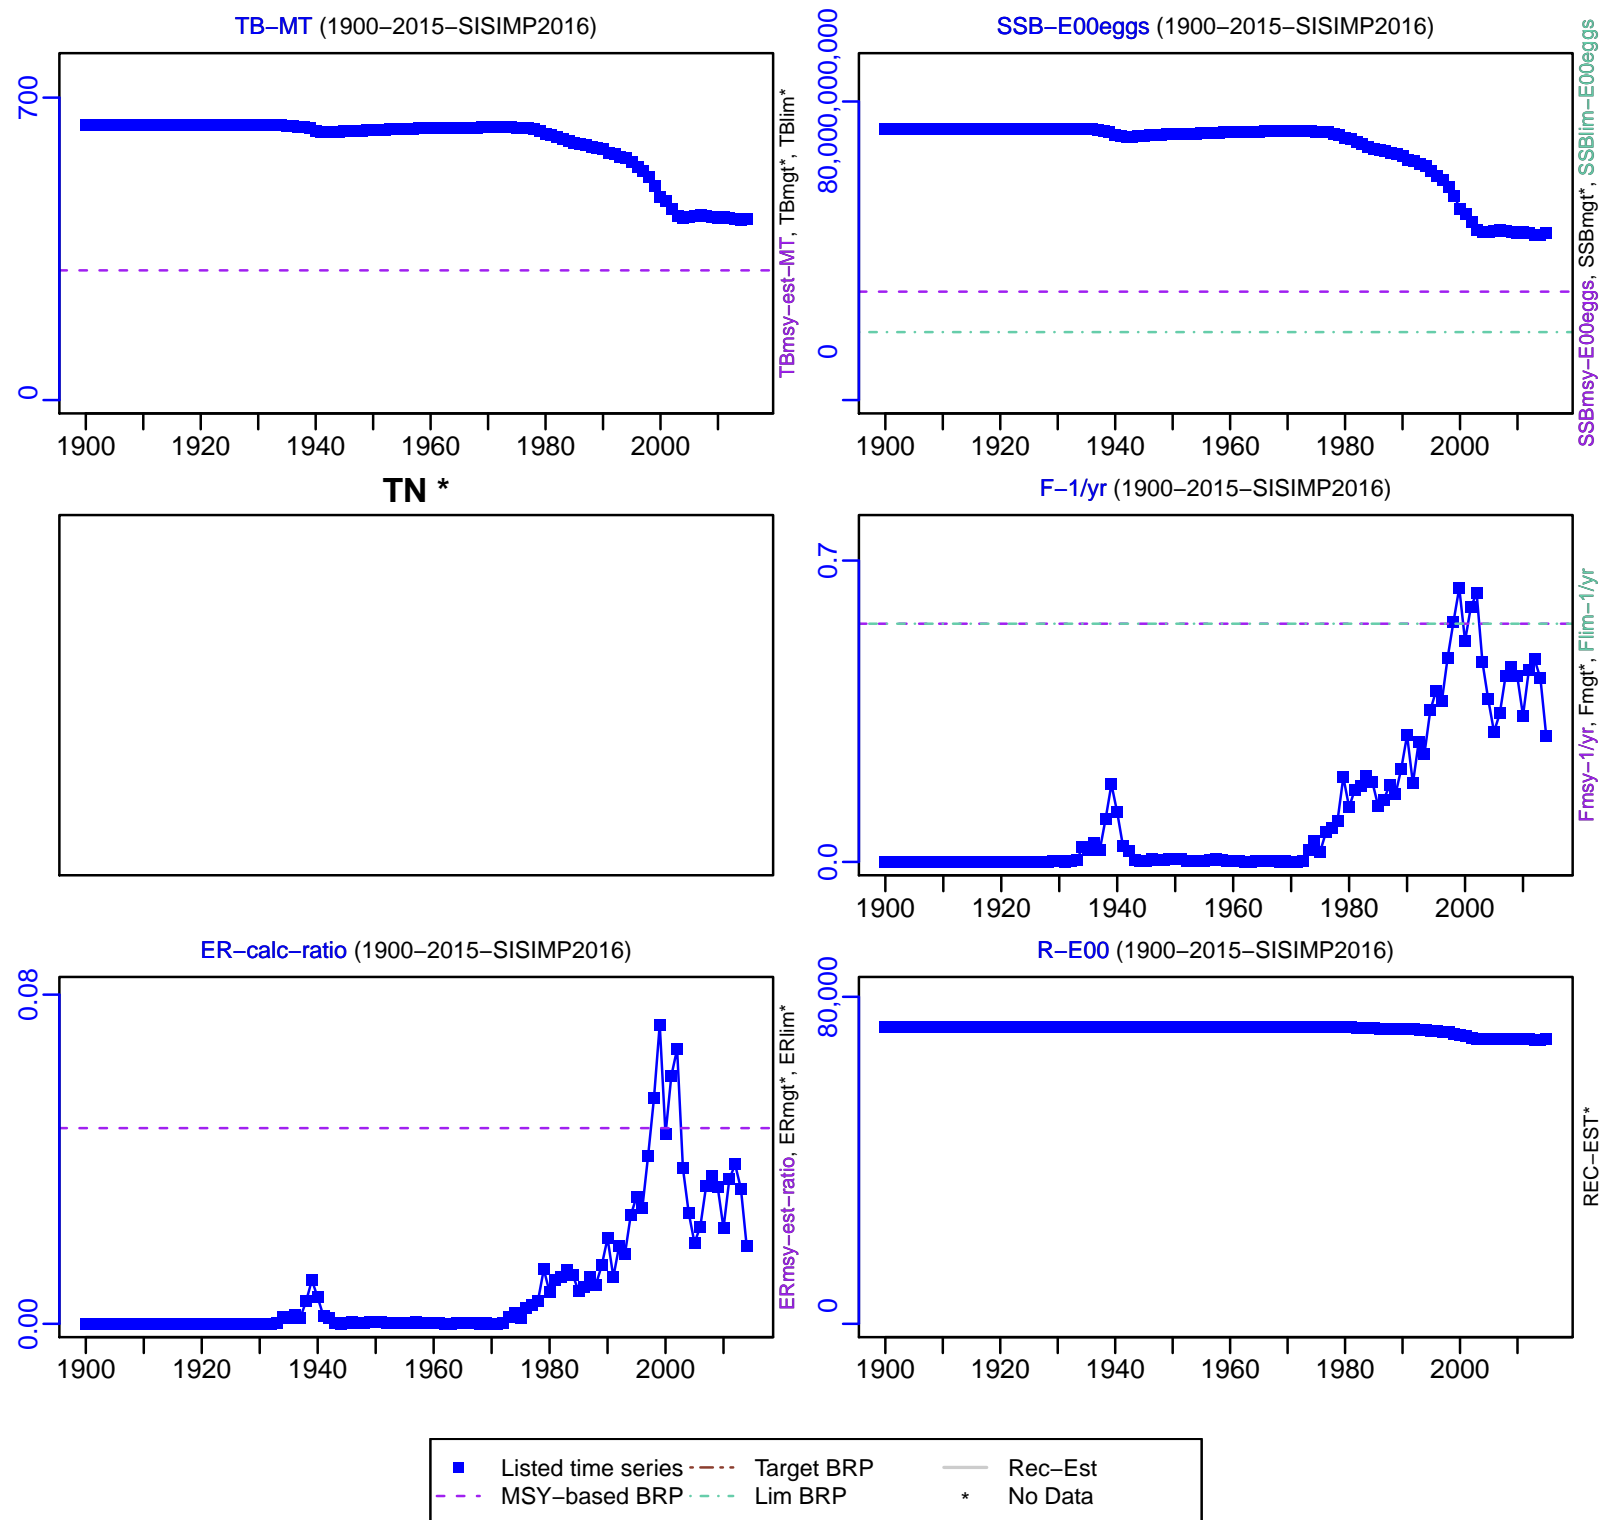 TB−MT (1900−2015−SISIMP2016)
700
0
1900 1920 1940 1960 1980 2000
TBmsy−est−MT, TBmgt*, TBlim*
SSB−E00eggs (1900−2015−SISIMP2016)
80,000,000
0
1900 1920 1940 1960 1980 2000
SSBmsy−E00eggs, SSBmgt*, SSBlim−E00eggs
TN *
F−1/yr (1900−2015−SISIMP2016)
0.7
0.0
1900 1920 1940 1960 1980 2000
Fmsy−1/yr, Fmgt*, Flim−1/yr
ER−calc−ratio (1900−2015−SISIMP2016)
0.08
0.00
1900 1920 1940 1960 1980 2000
ERmsy−est−ratio, ERmgt*, ERlim*
R−E00 (1900−2015−SISIMP2016)
80,000
0
1900 1920 1940 1960 1980 2000
REC−EST*
Listed time series Target BRP Rec−Est
MSY−based BRP Lim BRP * No Data